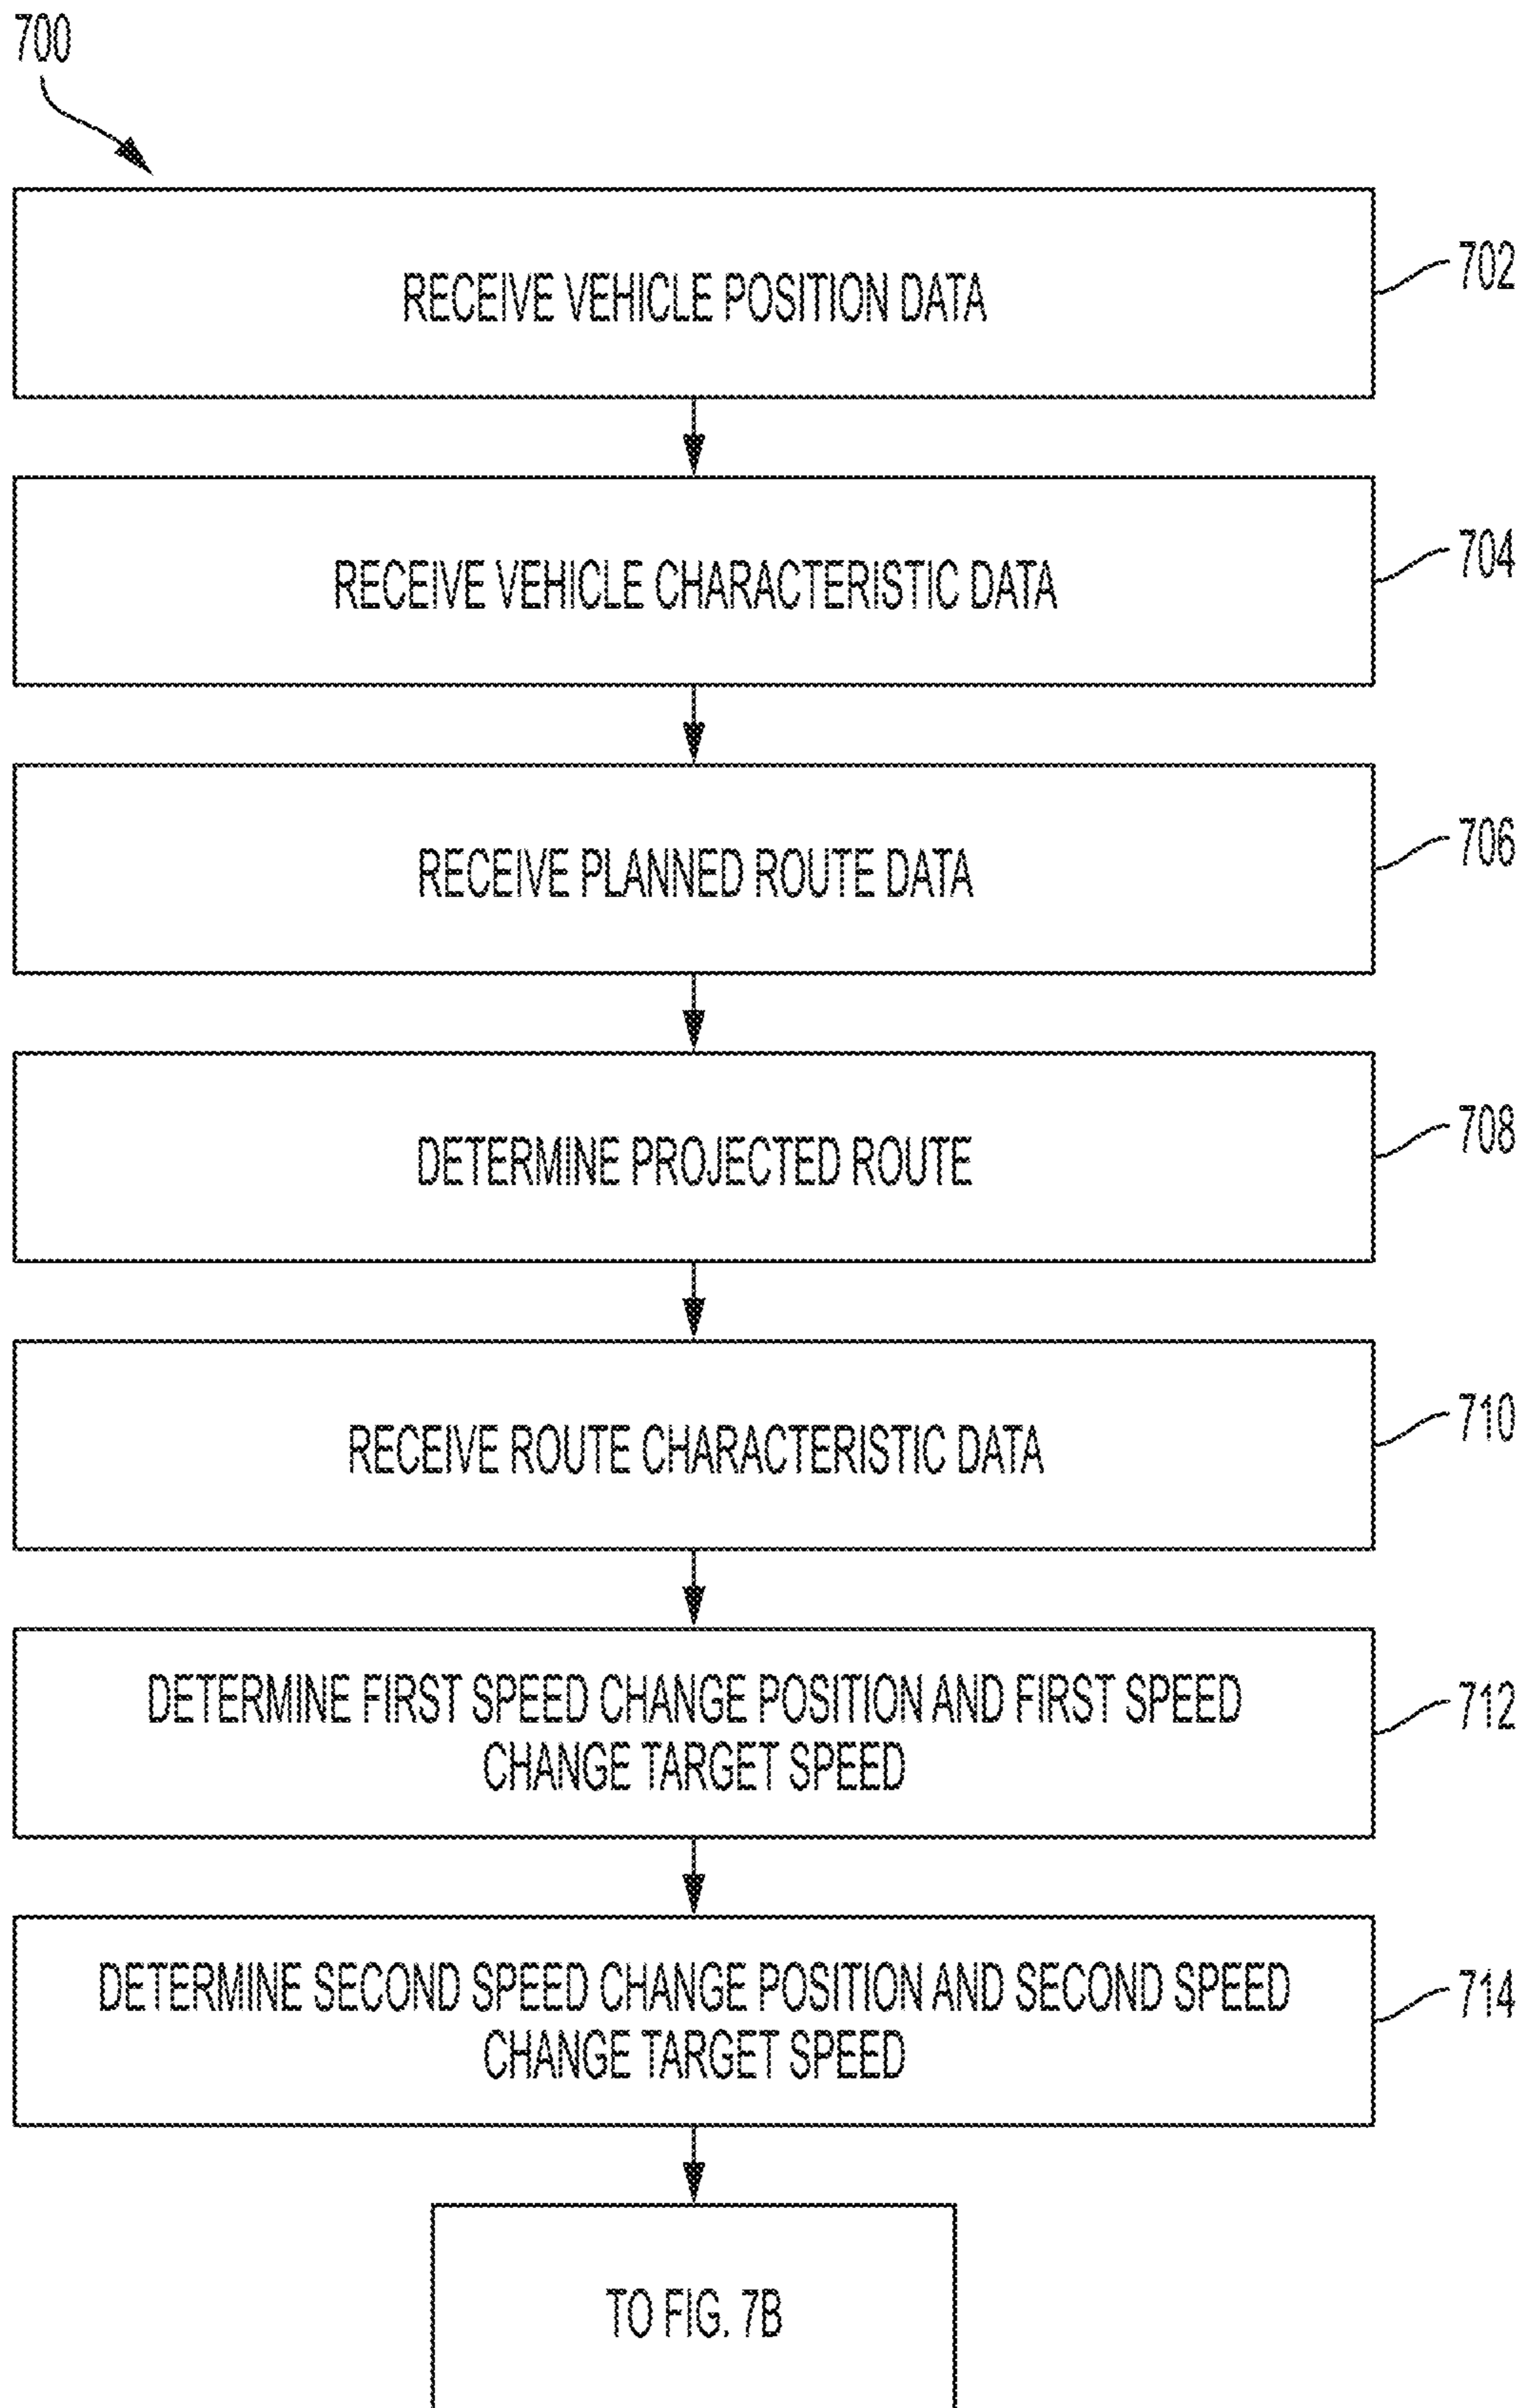 700
RECEIVE VEHICLE POSITION DATA
702
RECEIVE VEHICLE CHARACTERISTIC DATA
704
RECEIVE PLANNED ROUTE DATA
706
DETERMINE PROJECTED ROUTE
708
RECEIVE ROUTE CHARACTERISTIC DATA
710
DETERMINE FIRST SPEED CHANGE POSITION AND FIRST SPEED
CHANGE TARGET SPEED
712
DETERMINE SECOND SPEED CHANGE POSITION AND SECOND SPEED
CHANGE TARGET SPEED
714
TO FIG. 7B